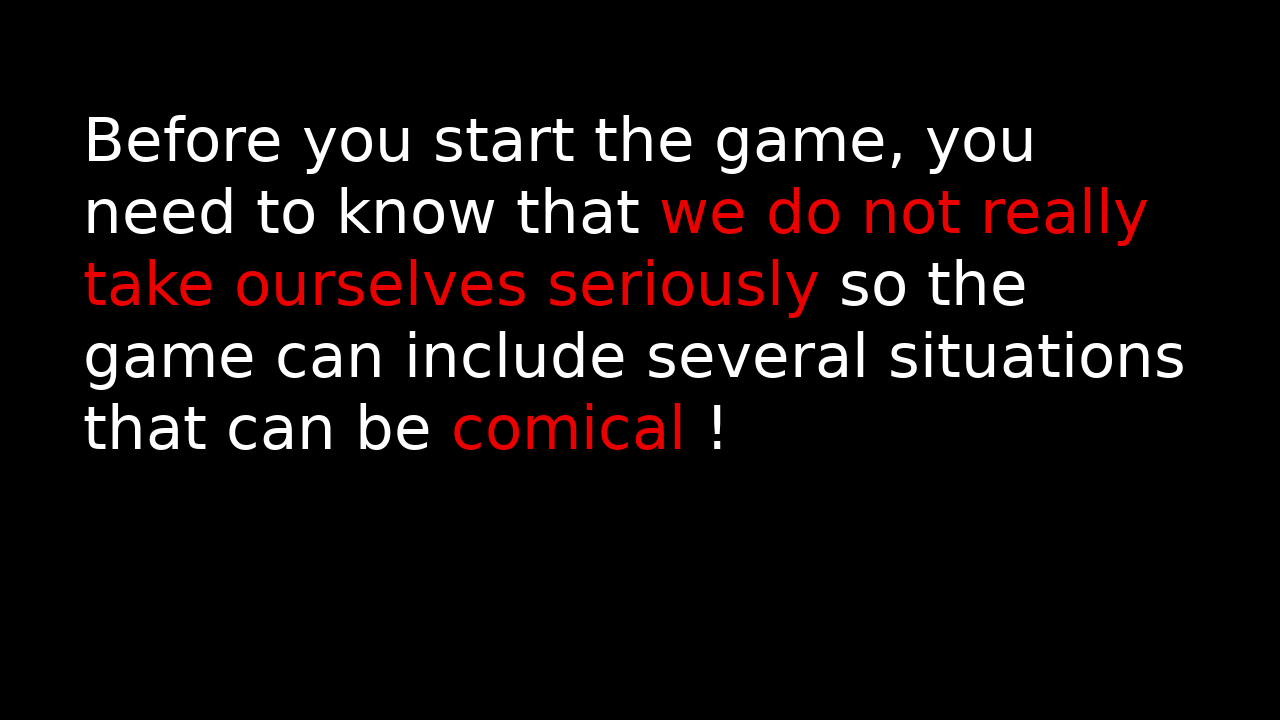 Before you start the game, you
need to know that we do not really
take ourselves seriously so the
game can include several situations
that can be comical !